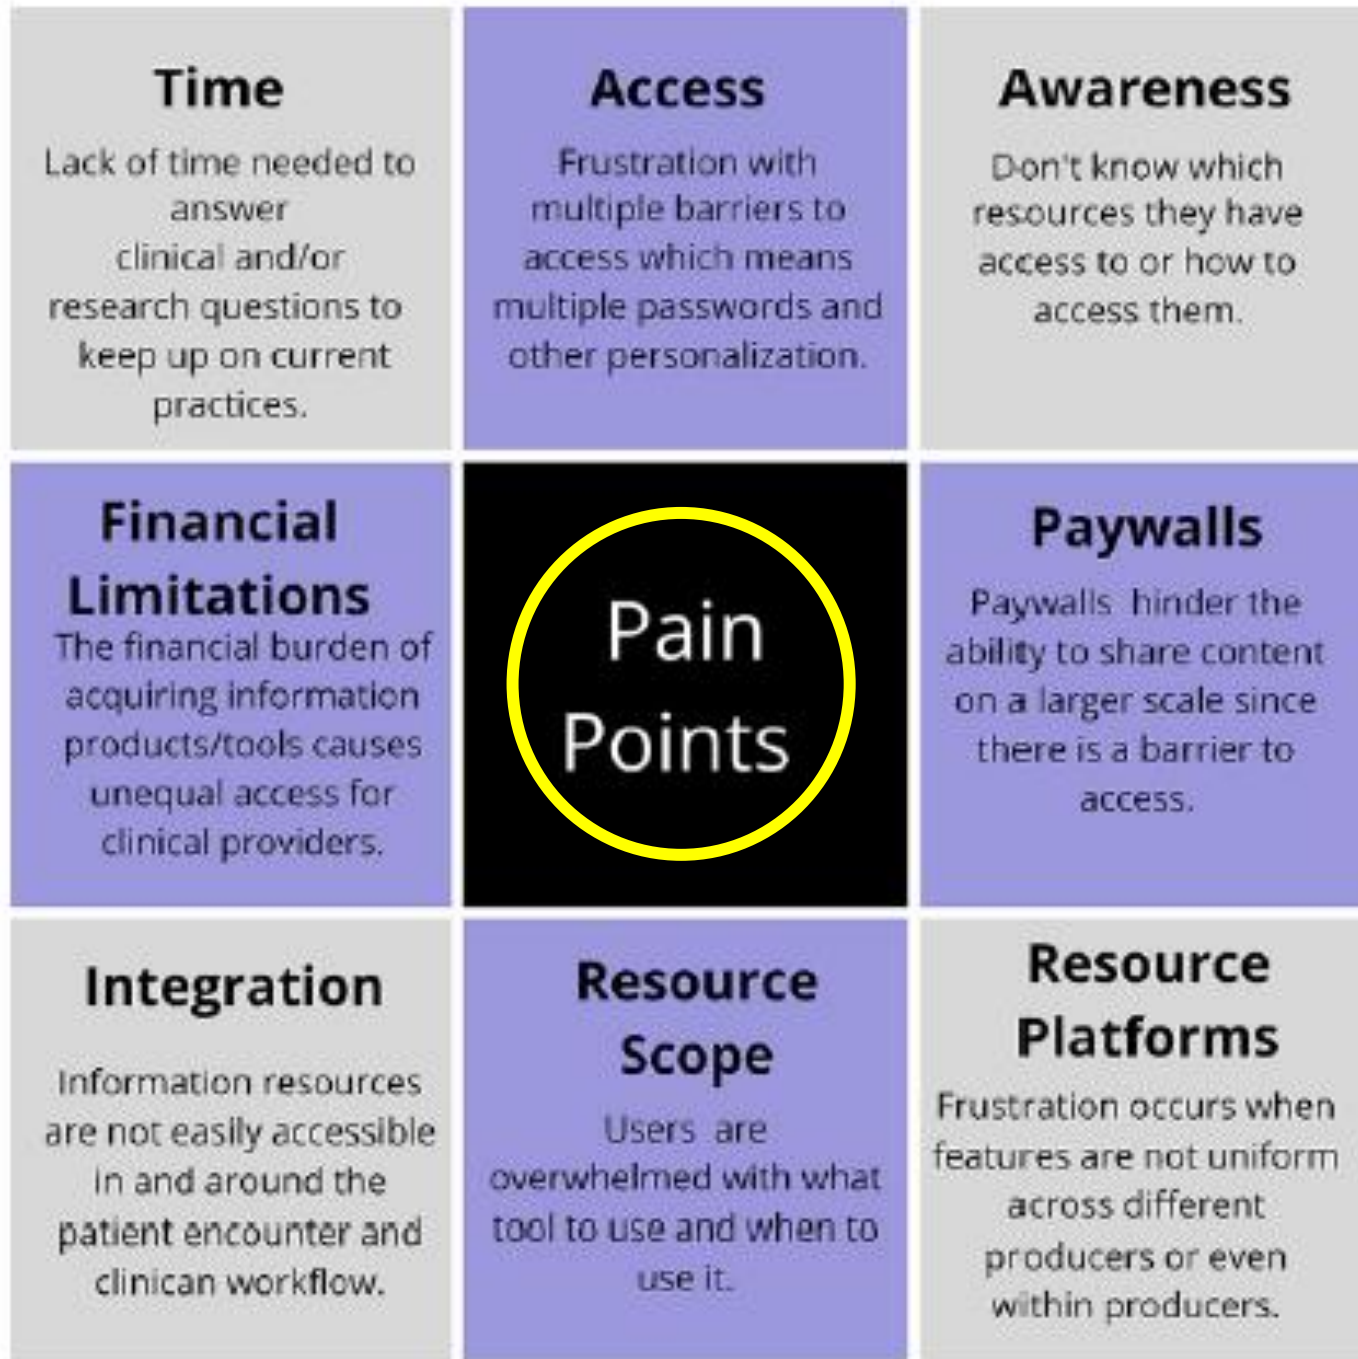 Time
Lack of time needed to
answer
clinical and/or
research questions to
keep up on current
practices.
Access
Frustration with
multiple barriers to
access which means
multiple passwords and
other personalization.
Awareness
Don't know which
resources they have
access to or how to
access them.
Financial
Limitations
The financial burden of
acquiring information
products/tools causes
unequal access for
clinical providers.
Pain
Points
Paywalls
Paywalls hinder the
ability to share content
on a larger scale since
there is a barrier to
access.
Integration
Information resources
are not easily accessible
in and around the
patient encounter and
clinican workflow.
Resource
Scope
Users are
overwhelmed with what
tool to use and when to
use it.
Resource
Platforms
Frustration occurs when
features are not uniform
across different
producers or even
within producers.